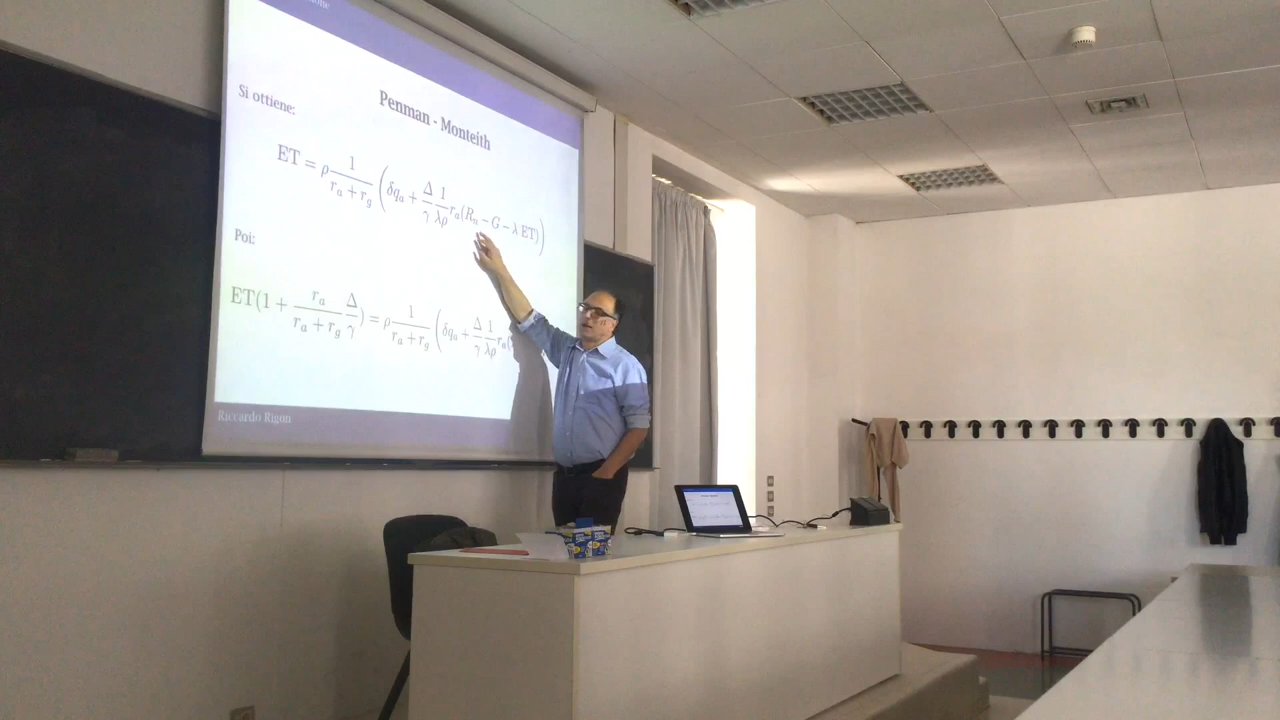 Penman - Monteith
Si ottiene:
ET = ρ 1/(r_a + r_g) (δq_a + Δ/γ 1/(λρ) r_a(R_n − G − λ ET))
Poi:
ET(1 + r_a/(r_a + r_g) Δ/γ) = ρ 1/(r_a + r_g) (δq_a + Δ/γ 1/(λρ) r_a(
Riccardo Rigon